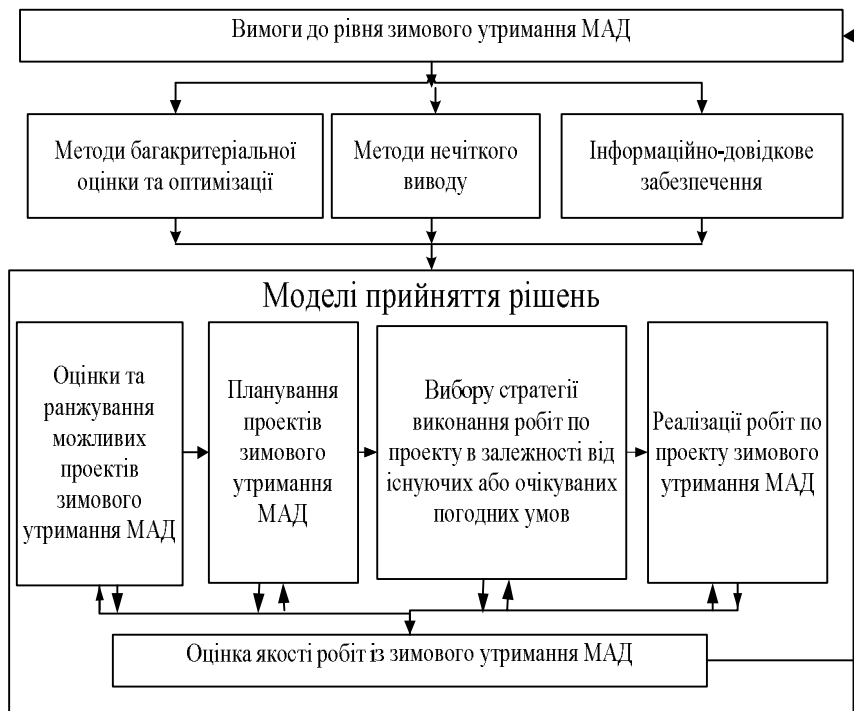 Вимоги до рівня зимового утримання МАД
Методи багакритеріальної
оцінки та оптимізації
Методи нечіткого
виводу
Інформаційно-довідкове
забезпечення
Моделі прийняття рішень
Оцінки та
ранжування
можливих
проектів
зимового
утримання МАД
Планування
проектів
зимового
утримання
МАД
Вибору стратегії
виконання робіт по
проекту в залежності від
існуючих або очікуваних
погодних умов
Реалізації робіт по
проекту зимового
утримання МАД
Оцінка якості робіт із зимового утримання МАД